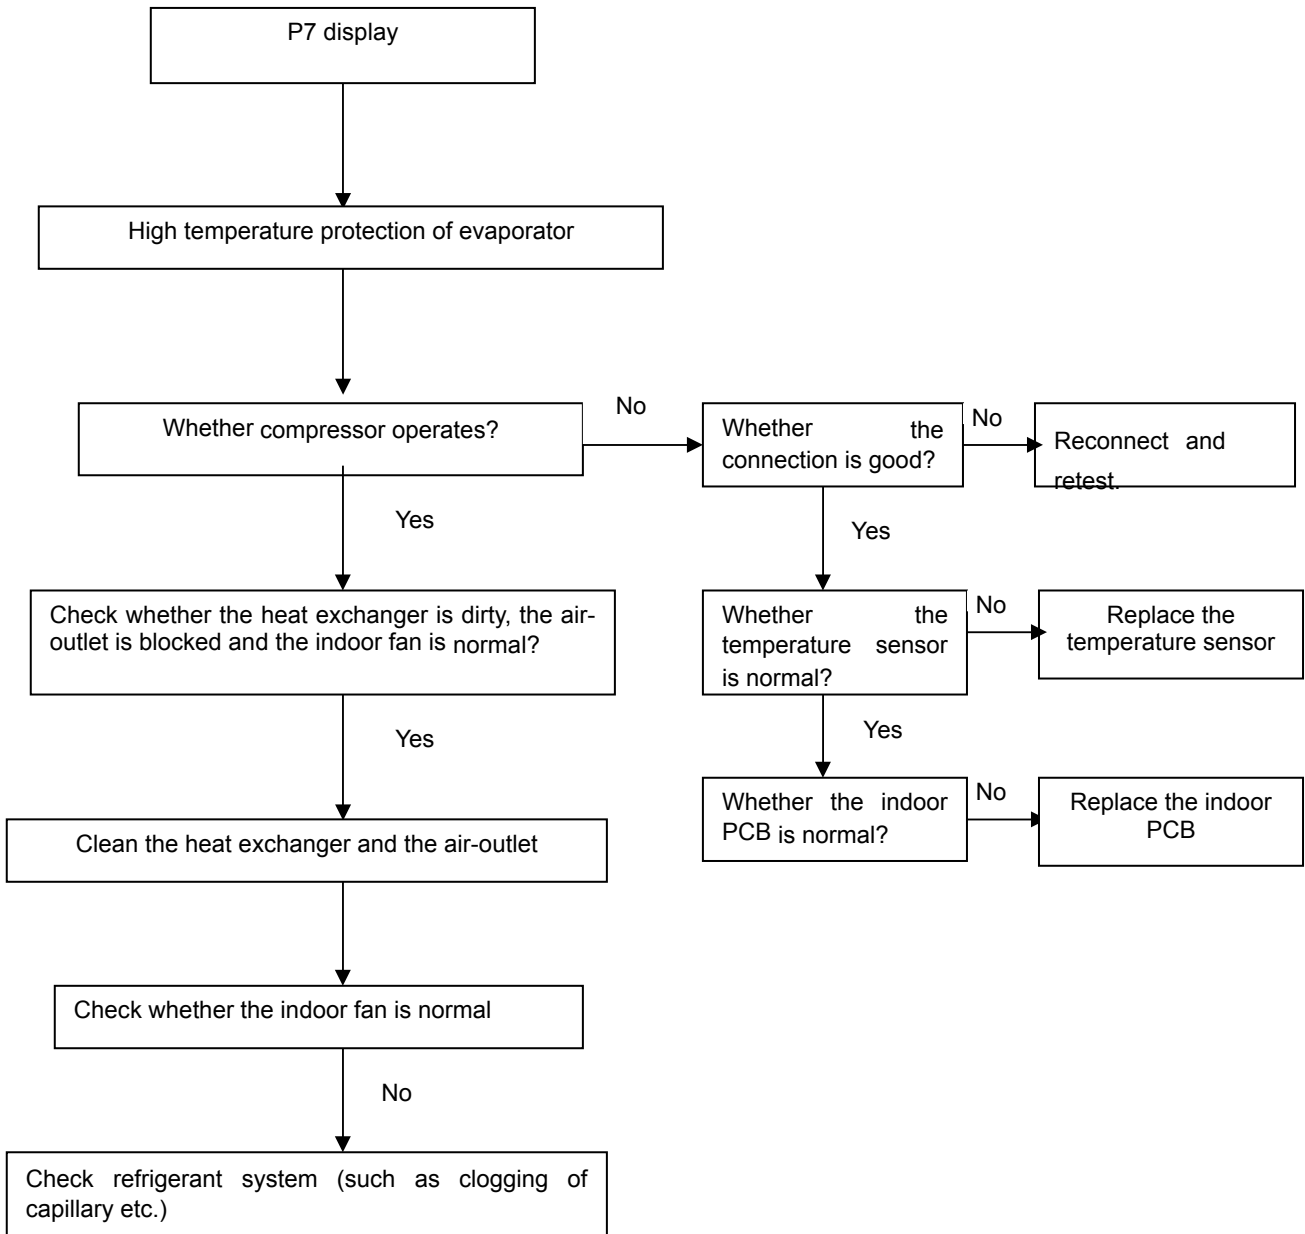 P7 display
High temperature protection of evaporator
Whether compressor operates?
No
Whether the
connection is good?
No
Reconnect and
retest.
Yes
Yes
Check whether the heat exchanger is dirty, the air-
outlet is blocked and the indoor fan is normal?
Whether the
temperature sensor
is normal?
No
Replace the
temperature sensor
Yes
Yes
Whether the indoor
PCB is normal?
No
Replace the indoor
PCB
Clean the heat exchanger and the air-outlet
Check whether the indoor fan is normal
No
Check refrigerant system (such as clogging of
capillary etc.)